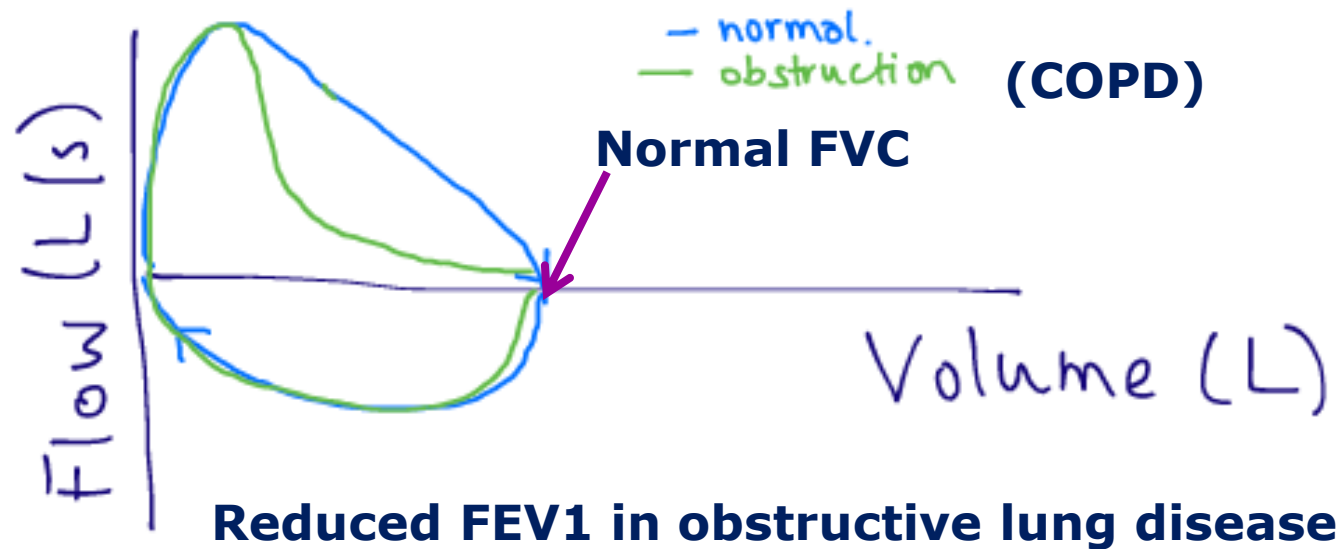 — normal.
— obstruction (COPD)
Normal FVC
Flow (L/s)
Volume (L)
Reduced FEV1 in obstructive lung disease